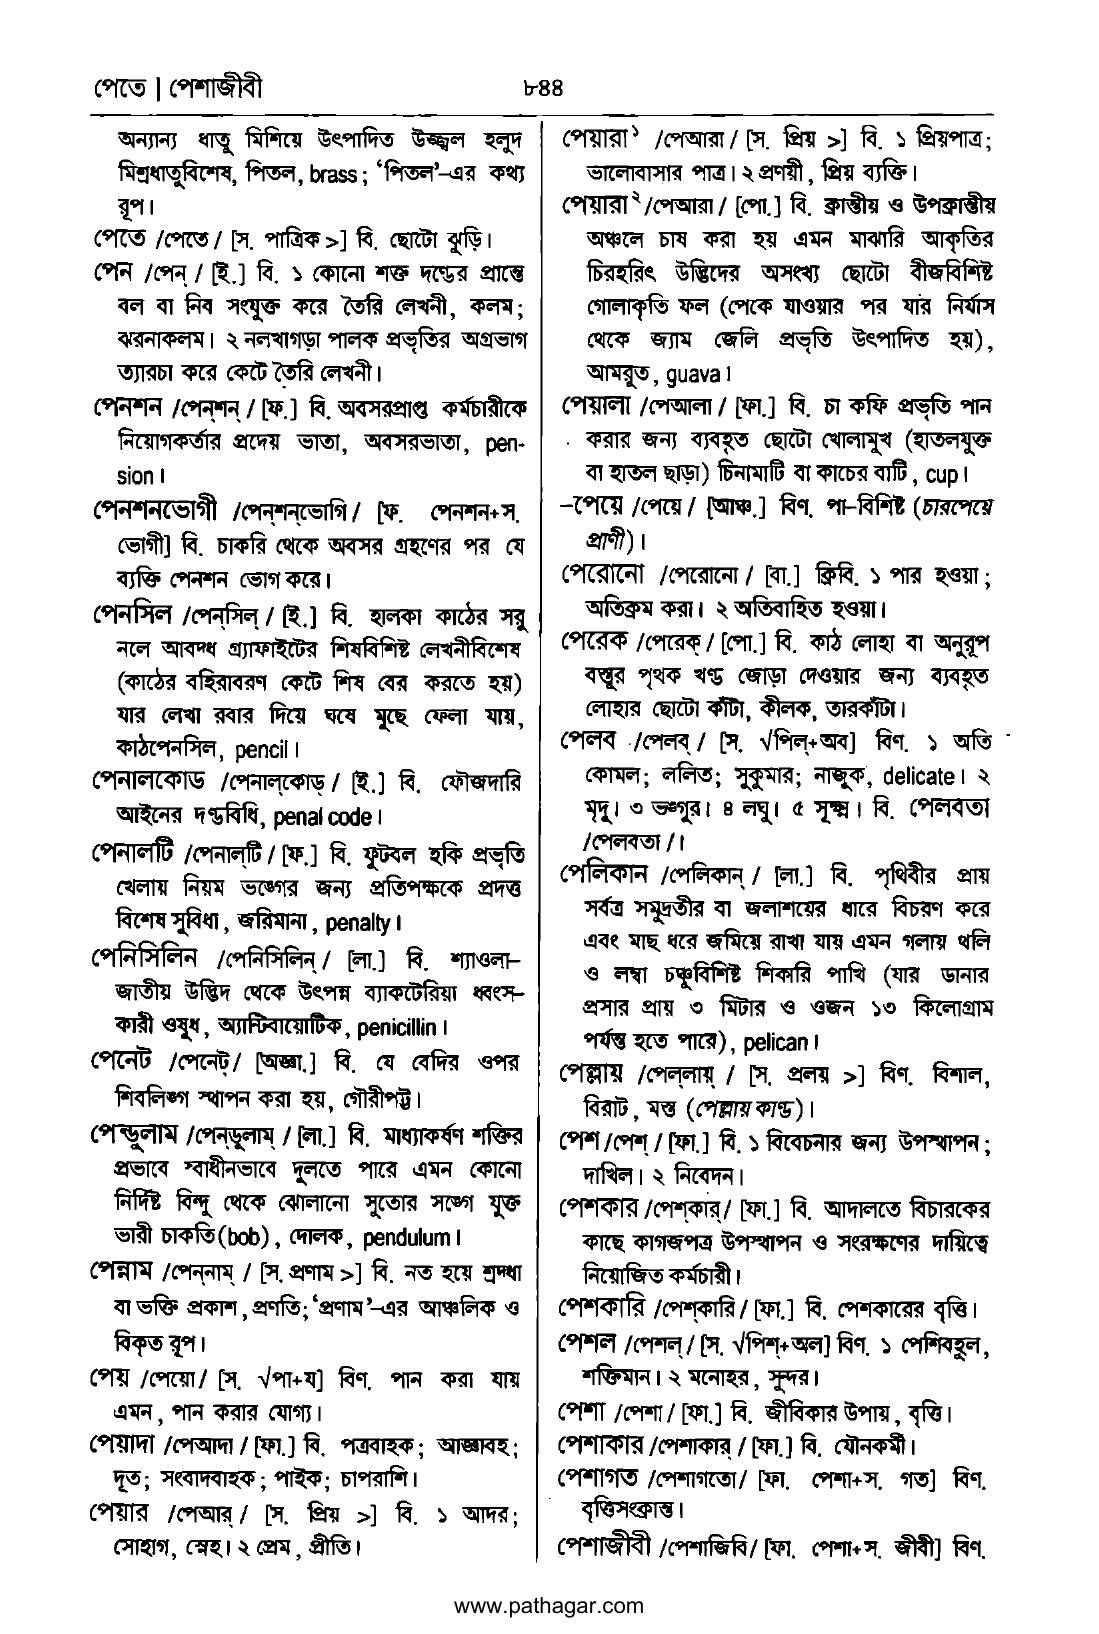 পেতে | পেশাজীবী
৮৪৪
অন্যান্য ধাতু মিশিয়ে উৎপাদিত উজ্জ্বল হলুদ
মিশ্রধাতুবিশেষ, পিতল, brass; ‘পিতল’–এর কথ্য
রূপ।
পেতে /পেতে/ [স. পাত্রিক >] বি. ছোটো ঝুড়ি।
পেন /পেন্/ [ই.] বি. ১ কোনো শক্ত দণ্ডের প্রান্তে
বল বা নিব সংযুক্ত করে তৈরি লেখনী, কলম;
ঝরনাকলম। ২ নলখাগড়া পালক প্রভৃতির অগ্রভাগ
ত্যারচা করে কেটে তৈরি লেখনী।
পেনশন /পেন্‌শন্/ [ফ.] বি. অবসরপ্রাপ্ত কর্মচারীকে
নিয়োগকর্তার প্রদেয় ভাতা, অবসরভাতা, pen-
sion।
পেনশনভোগী /পেন্‌শন্‌ভোগি/ [ফ. পেনশন+স.
ভোগী] বি. চাকরি থেকে অবসর গ্রহণের পর যে
ব্যক্তি পেনশন ভোগ করে।
পেনসিল /পেন্‌সিল্/ [ই.] বি. হালকা কাঠের সরু
নলে আবদ্ধ গ্র্যাফাইটের শিষবিশিষ্ট লেখনীবিশেষ
(কাঠের বহিরাবরণ কেটে শিষ বের করতে হয়)
যার লেখা রবার দিয়ে ঘষে মুছে ফেলা যায়,
কাঠপেনসিল, pencil।
পেনালকোড /পেনাল্‌কোড্/ [ই.] বি. ফৌজদারি
আইনের দণ্ডবিধি, penal code।
পেনালটি /পেনাল্‌টি/ [ফ.] বি. ফুটবল হকি প্রভৃতি
খেলায় নিয়ম ভঙ্গের জন্য প্রতিপক্ষকে প্রদত্ত
বিশেষ সুবিধা, জরিমানা, penalty।
পেনিসিলিন /পেনিসিলিন্/ [লা.] বি. শ্যাওলা–
জাতীয় উদ্ভিদ থেকে উৎপন্ন ব্যাকটেরিয়া ধ্বংস–
কারী ওষুধ, অ্যান্টিবায়োটিক, penicillin।
পেনেট /পেনেট্/ [অজ্ঞা.] বি. যে বেদির ওপর
শিবলিঙ্গ স্থাপন করা হয়, গৌরীপট্ট।
পেন্ডুলাম /পেন্‌ডুলাম্/ [লা.] বি. মাধ্যাকর্ষণ শক্তির
প্রভাবে স্বাধীনভাবে দুলতে পারে এমন কোনো
নির্দিষ্ট বিন্দু থেকে ঝোলানো সুতোর সঙ্গে যুক্ত
ভারী চাকতি(bob), দোলক, pendulum।
পেন্নাম /পেন্‌নাম্/ [স. প্রণাম >] বি. নত হয়ে শ্রদ্ধা
বা ভক্তি প্রকাশ, প্রণতি; ‘প্রণাম’–এর আঞ্চলিক ও
বিকৃত রূপ।
পেয় /পেয়ো/ [স. √পা+য] বিণ. পান করা যায়
এমন, পান করার যোগ্য।
পেয়াদা /পেআদা/ [ফা.] বি. পত্রবাহক; আজ্ঞাবহ;
দূত; সংবাদবাহক; পাইক; চাপরাশি।
পেয়ার /পেআর্/ [স. প্রিয় >] বি. ১ আদর;
সোহাগ, স্নেহ। ২ প্রেম, প্রীতি।
পেয়ারা১ /পেআরা/ [স. প্রিয় >] বি. ১ প্রিয়পাত্র;
ভালোবাসার পাত্র। ২ প্রণয়ী, প্রিয় ব্যক্তি।
পেয়ারা২ /পেআরা/ [পো.] বি. ক্রান্তীয় ও উপক্রান্তীয়
অঞ্চলে চাষ করা হয় এমন মাঝারি আকৃতির
চিরহরিৎ উদ্ভিদের অসংখ্য ছোটো বীজবিশিষ্ট
গোলাকৃতি ফল (পেকে যাওয়ার পর যার নির্যাস
থেকে জ্যাম জেলি প্রভৃতি উৎপাদিত হয়),
আমরুত, guava।
পেয়ালা /পেআলা/ [ফা.] বি. চা কফি প্রভৃতি পান
করার জন্য ব্যবহৃত ছোটো খোলামুখ (হাতলযুক্ত
বা হাতল ছাড়া) চিনামাটি বা কাচের বাটি, cup।
–পেয়ে /পেয়ে/ [আঞ্চ.] বিণ. পা–বিশিষ্ট (চারপেয়ে
প্রাণী)।
পেরোনো /পেরোনো/ [বা.] ক্রিবি. ১ পার হওয়া;
অতিক্রম করা। ২ অতিবাহিত হওয়া।
পেরেক /পেরেক্/ [পো.] বি. কাঠ লোহা বা অনুরূপ
বস্তুর পৃথক খণ্ড জোড়া দেওয়ার জন্য ব্যবহৃত
লোহার ছোটো কাঁটা, কীলক, তারকাঁটা।
পেলব /পেলব্/ [স. √পিল্+অব] বিণ. ১ অতি
কোমল; ললিত; সুকুমার; নাজুক, delicate। ২
মৃদু। ৩ ভঙ্গুর। ৪ লঘু। ৫ সূক্ষ্ম। বি. পেলবতা
/পেলবতা/।
পেলিকান /পেলিকান্/ [লা.] বি. পৃথিবীর প্রায়
সর্বত্র সমুদ্রতীর বা জলাশয়ের ধারে বিচরণ করে
এবং মাছ ধরে জমিয়ে রাখা যায় এমন গলায় থলি
ও লম্বা চঞ্চুবিশিষ্ট শিকারি পাখি (যার ডানার
প্রসার প্রায় ৩ মিটার ও ওজন ১৩ কিলোগ্রাম
পর্যন্ত হতে পারে), pelican।
পেল্লায় /পেল্‌লায়্/ [স. প্রলয় >] বিণ. বিশাল,
বিরাট, মস্ত (পেল্লায় কাণ্ড)।
পেশ /পেশ্/ [ফা.] বি. ১ বিবেচনার জন্য উপস্থাপন;
দাখিল। ২ নিবেদন।
পেশকার /পেশ্‌কার্/ [ফা.] বি. আদালতে বিচারকের
কাছে কাগজপত্র উপস্থাপন ও সংরক্ষণের দায়িত্বে
নিয়োজিত কর্মচারী।
পেশকারি /পেশ্‌কারি/ [ফা.] বি. পেশকারের বৃত্তি।
পেশল /পেশল্/ [স. √পিশ্+অল] বিণ. ১ পেশিবহুল,
শক্তিমান। ২ মনোহর, সুন্দর।
পেশা /পেশা/ [ফা.] বি. জীবিকার উপায়, বৃত্তি।
পেশাকার /পেশাকার্/ [ফা.] বি. যৌনকর্মী।
পেশাগত /পেশাগতো/ [ফা. পেশা+স. গত] বিণ.
বৃত্তিসংক্রান্ত।
পেশাজীবী /পেশাজিবি/ [ফা. পেশা+স. জীবী] বিণ.
www.pathagar.com